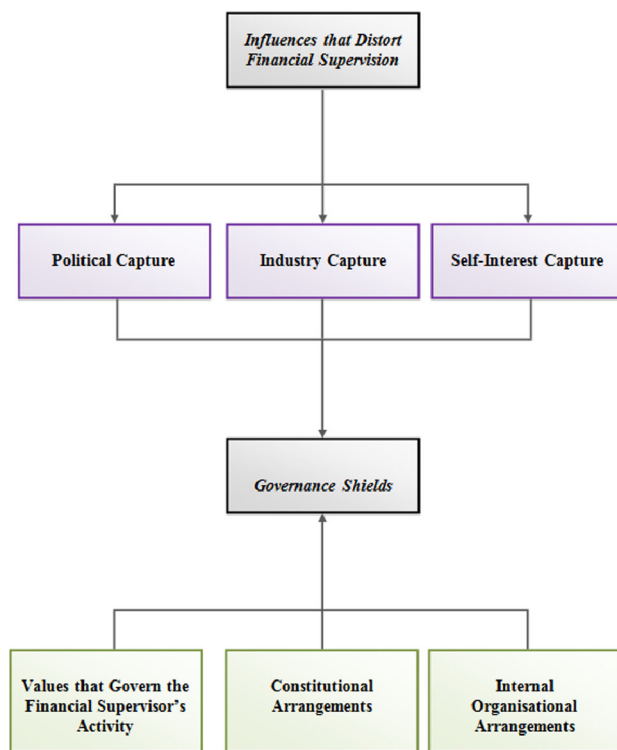 Influences that Distort
Financial Supervision
Political Capture
Industry Capture
Self-Interest Capture
Governance Shields
Values that Govern the
Financial Supervisor's
Activity
Constitutional
Arrangements
Internal
Organisational
Arrangements